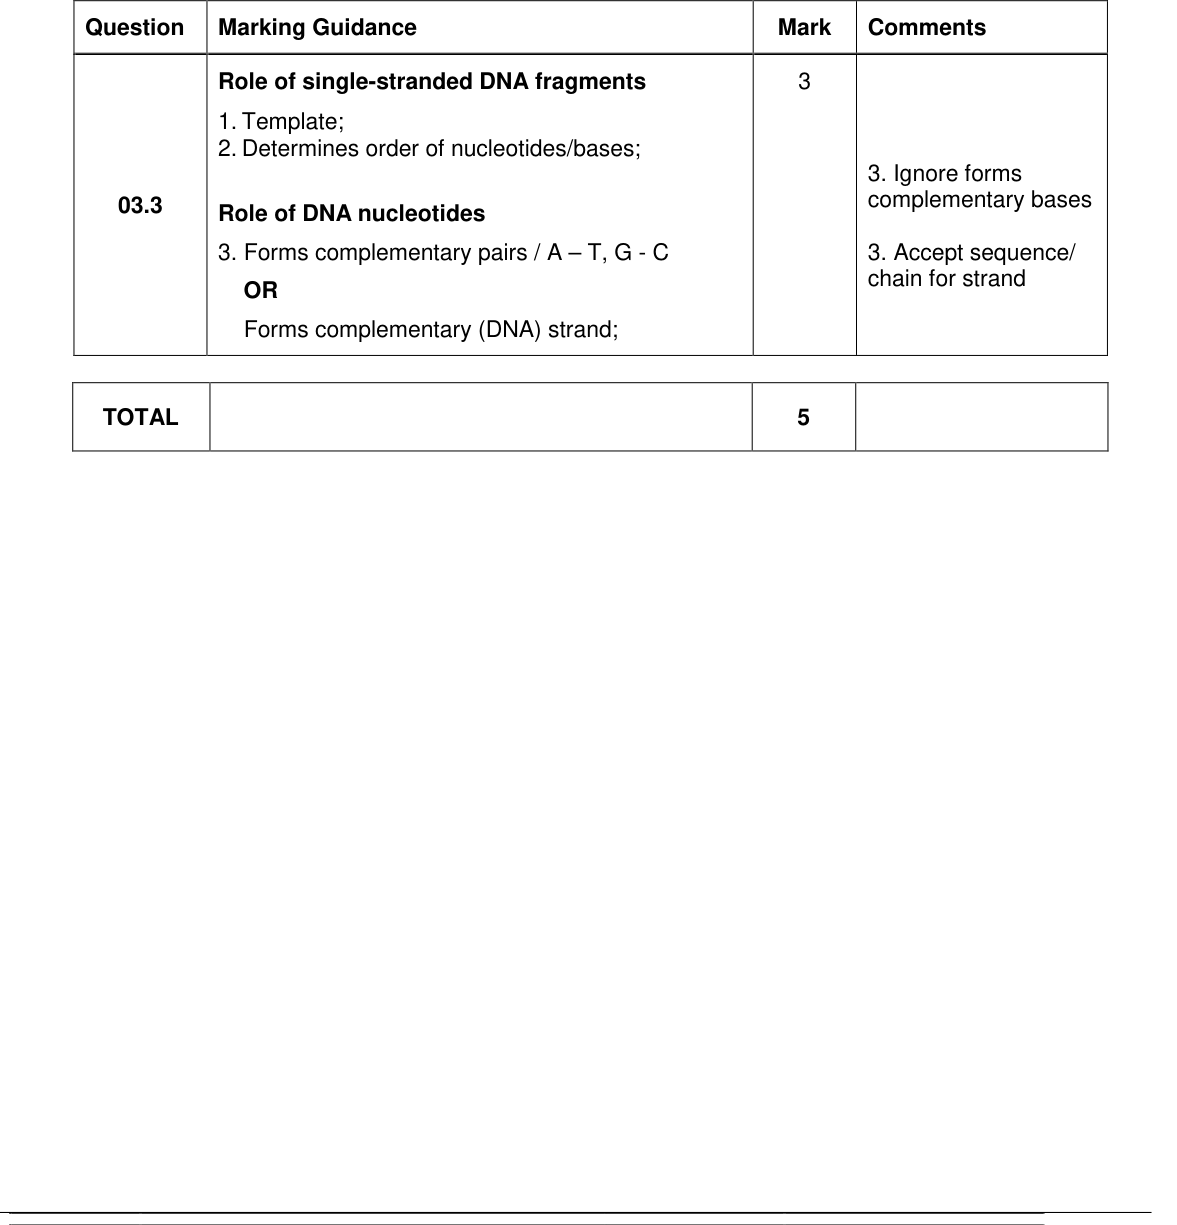 Question Marking Guidance Mark Comments
Role of single-stranded DNA fragments 3
1. Template;
2. Determines order of nucleotides/bases;
3. Ignore forms
complementary bases
03.3
Role of DNA nucleotides
3. Forms complementary pairs / A – T, G - C
3. Accept sequence/
chain for strand
OR
Forms complementary (DNA) strand;
TOTAL 5